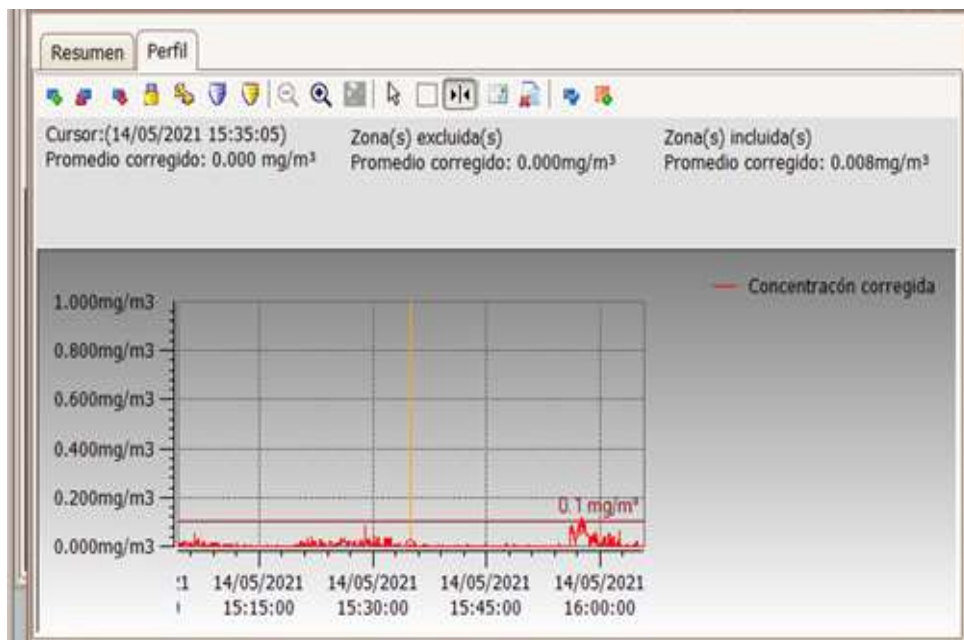 Resumen Perfil
Cursor:(14/05/2021 15:35:05)
Promedio corregido: 0.000 mg/m³
Zona(s) excluida(s)
Promedio corregido: 0.000mg/m³
Zona(s) incluida(s)
Promedio corregido: 0.008mg/m³
Concentracón corregida
1.000mg/m3
0.800mg/m3
0.600mg/m3
0.400mg/m3
0.200mg/m3
0.1 mg/m³
0.000mg/m3
14/05/2021 14/05/2021 14/05/2021 14/05/2021
15:15:00 15:30:00 15:45:00 16:00:00